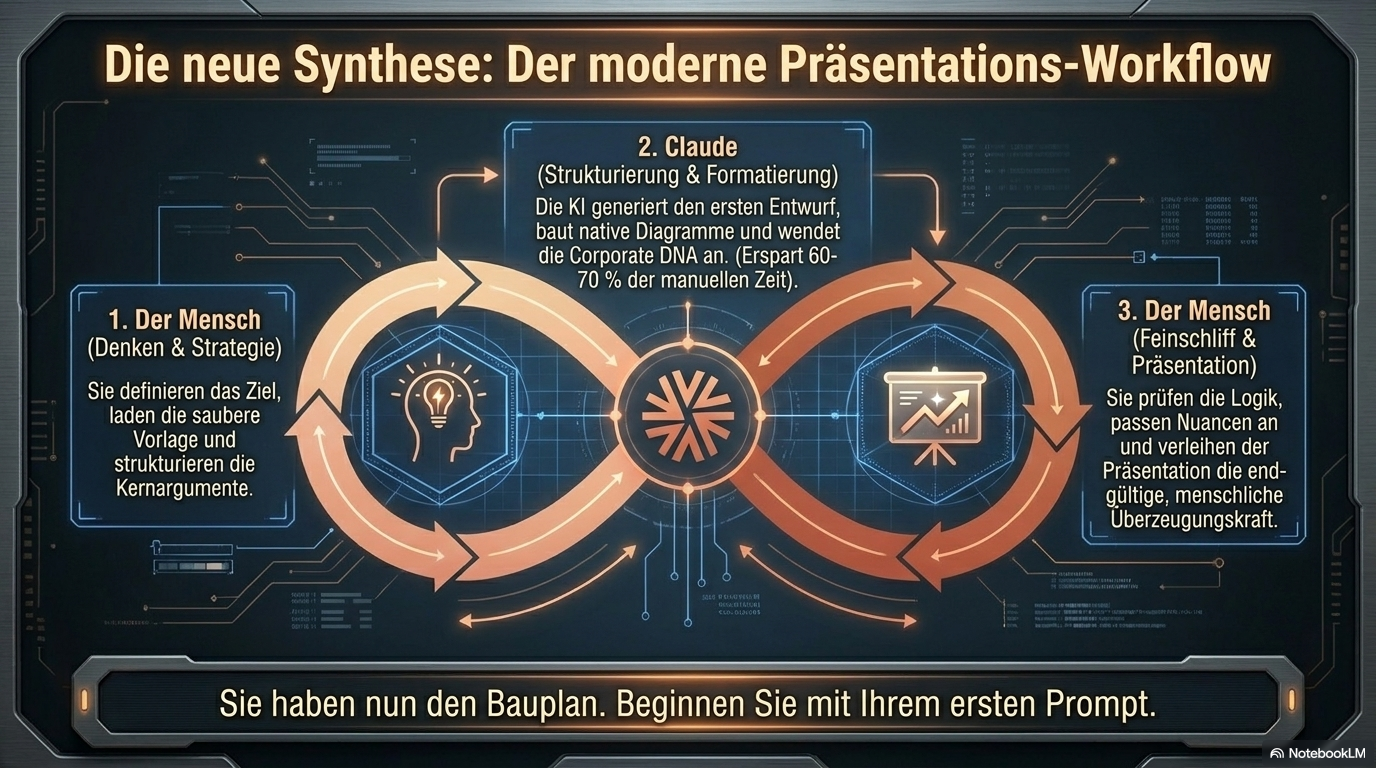 Die neue Synthese: Der moderne Präsentations-Workflow
2. Claude
(Strukturierung & Formatierung)
Die KI generiert den ersten Entwurf,
baut native Diagramme und wendet
die Corporate DNA an. (Erspart 60-
70 % der manuellen Zeit).
1. Der Mensch
(Denken & Strategie)
Sie definieren das Ziel,
laden die saubere
Vorlage und
strukturieren die
Kernargumente.
3. Der Mensch
(Feinschliff &
Präsentation)
Sie prüfen die Logik,
passen Nuancen an
und verleihen der
Präsentation die end-
gültige, menschliche
Überzeugungskraft.
Sie haben nun den Bauplan. Beginnen Sie mit Ihrem ersten Prompt.
NotebookLM